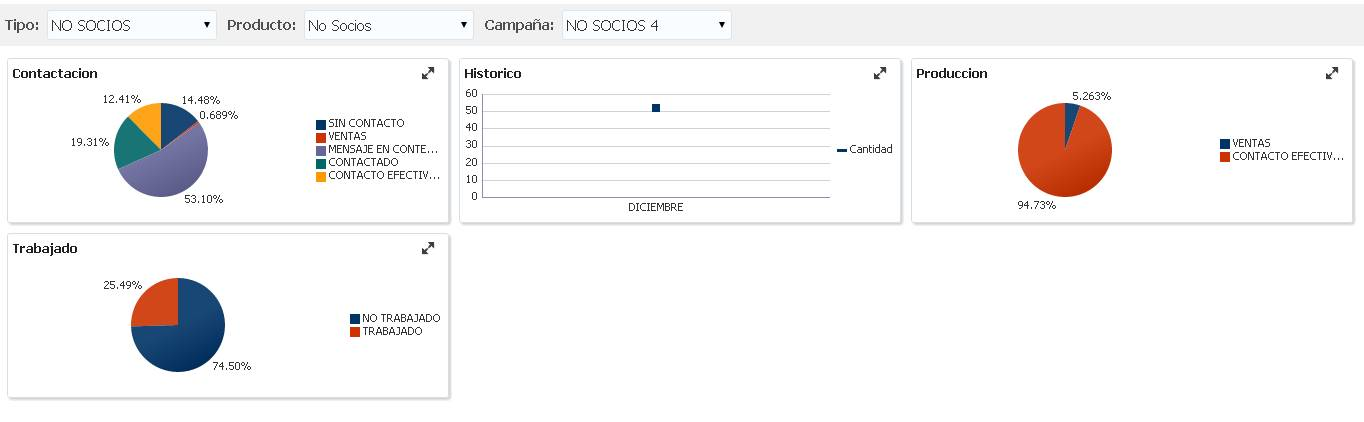 Tipo: NO SOCIOS Producto: No Socios Campaña: NO SOCIOS 4
Contactacion
12.41% 14.48%
0.689%
19.31%
53.10%
SIN CONTACTO
VENTAS
MENSAJE EN CONTE...
CONTACTADO
CONTACTO EFECTIV...
Historico
60
50
40
30
20
10
0
DICIEMBRE
Cantidad
Produccion
5.263%
94.73%
VENTAS
CONTACTO EFECTIV...
Trabajado
25.49%
74.50%
NO TRABAJADO
TRABAJADO